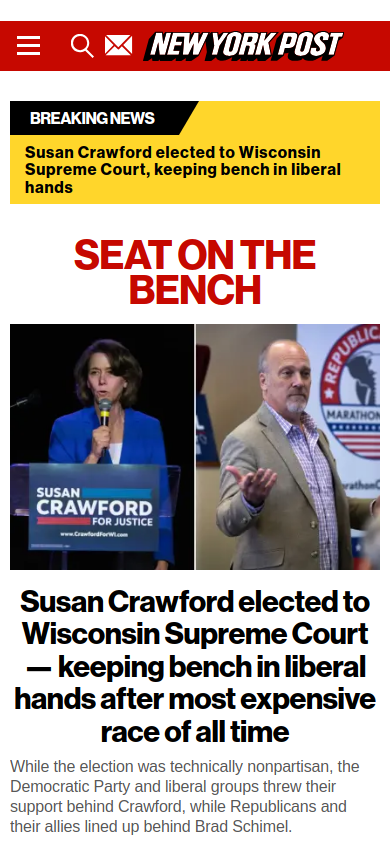 NEW YORK POST
BREAKING NEWS
Susan Crawford elected to Wisconsin
Supreme Court, keeping bench in liberal
hands
SEAT ON THE
BENCH
SUSAN
CRAWFORD
FOR JUSTICE
www.CrawfordForWI.com
REPUBLIC
MARATHON
Susan Crawford elected to
Wisconsin Supreme Court
— keeping bench in liberal
hands after most expensive
race of all time
While the election was technically nonpartisan, the
Democratic Party and liberal groups threw their
support behind Crawford, while Republicans and
their allies lined up behind Brad Schimel.